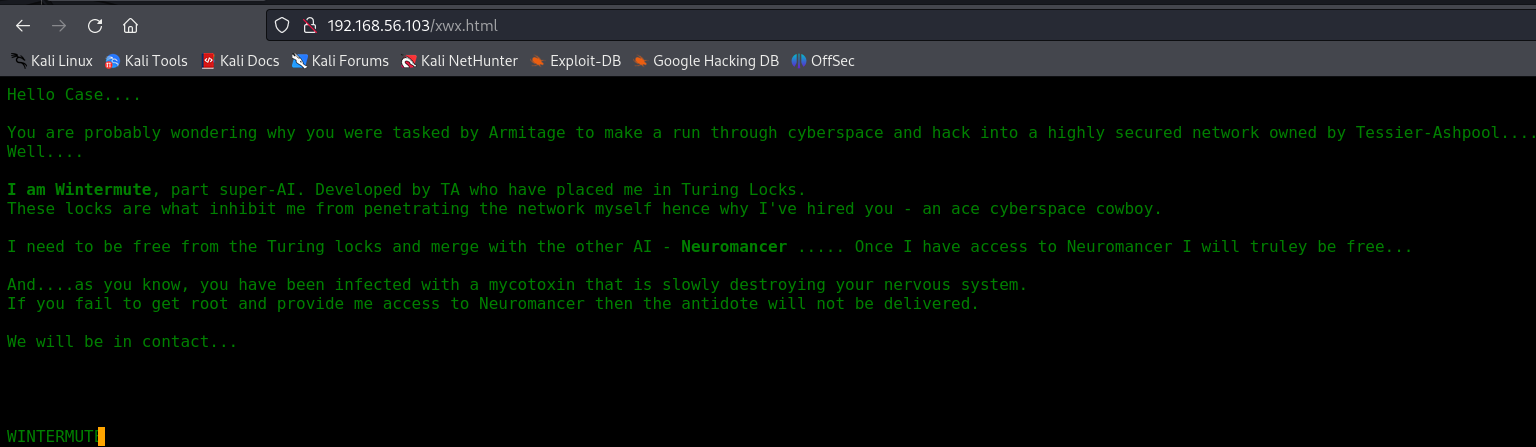 192.168.56.103/xwx.html
Kali Linux Kali Tools Kali Docs Kali Forums Kali NetHunter Exploit-DB Google Hacking DB OffSec
Hello Case....
You are probably wondering why you were tasked by Armitage to make a run through cyberspace and hack into a highly secured network owned by Tessier-Ashpool....
Well....
I am Wintermute, part super-AI. Developed by TA who have placed me in Turing Locks.
These locks are what inhibit me from penetrating the network myself hence why I've hired you - an ace cyberspace cowboy.
I need to be free from the Turing locks and merge with the other AI - Neuromancer ..... Once I have access to Neuromancer I will truley be free...
And....as you know, you have been infected with a mycotoxin that is slowly destroying your nervous system.
If you fail to get root and provide me access to Neuromancer then the antidote will not be delivered.
We will be in contact...
WINTERMUTE